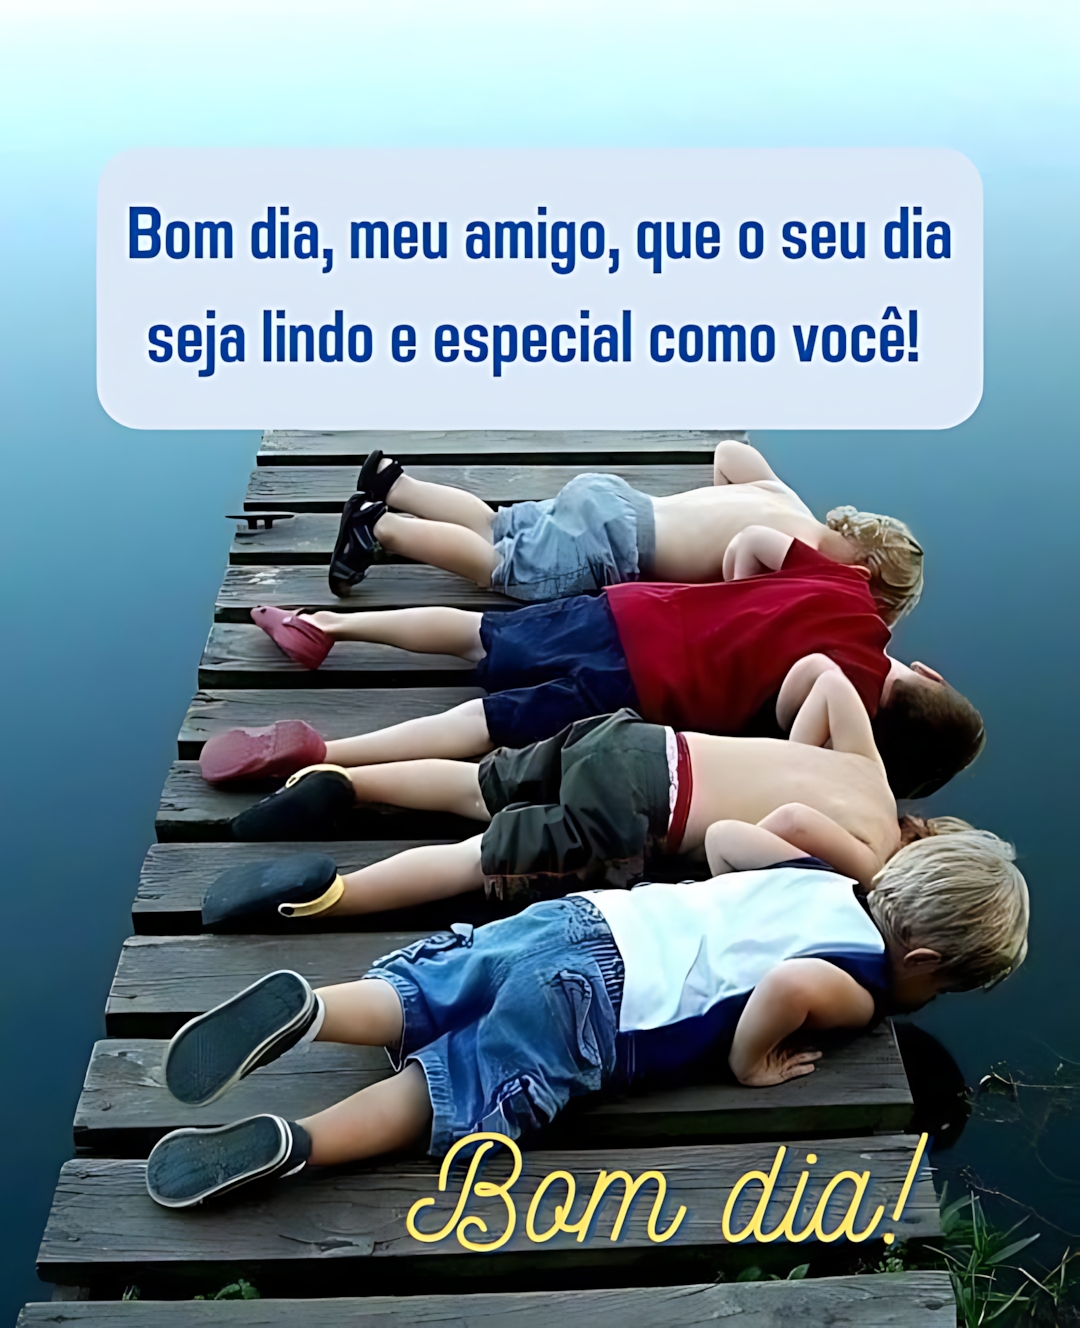 Bom dia, meu amigo, que o seu dia
seja lindo e especial como você!
Bom dia!